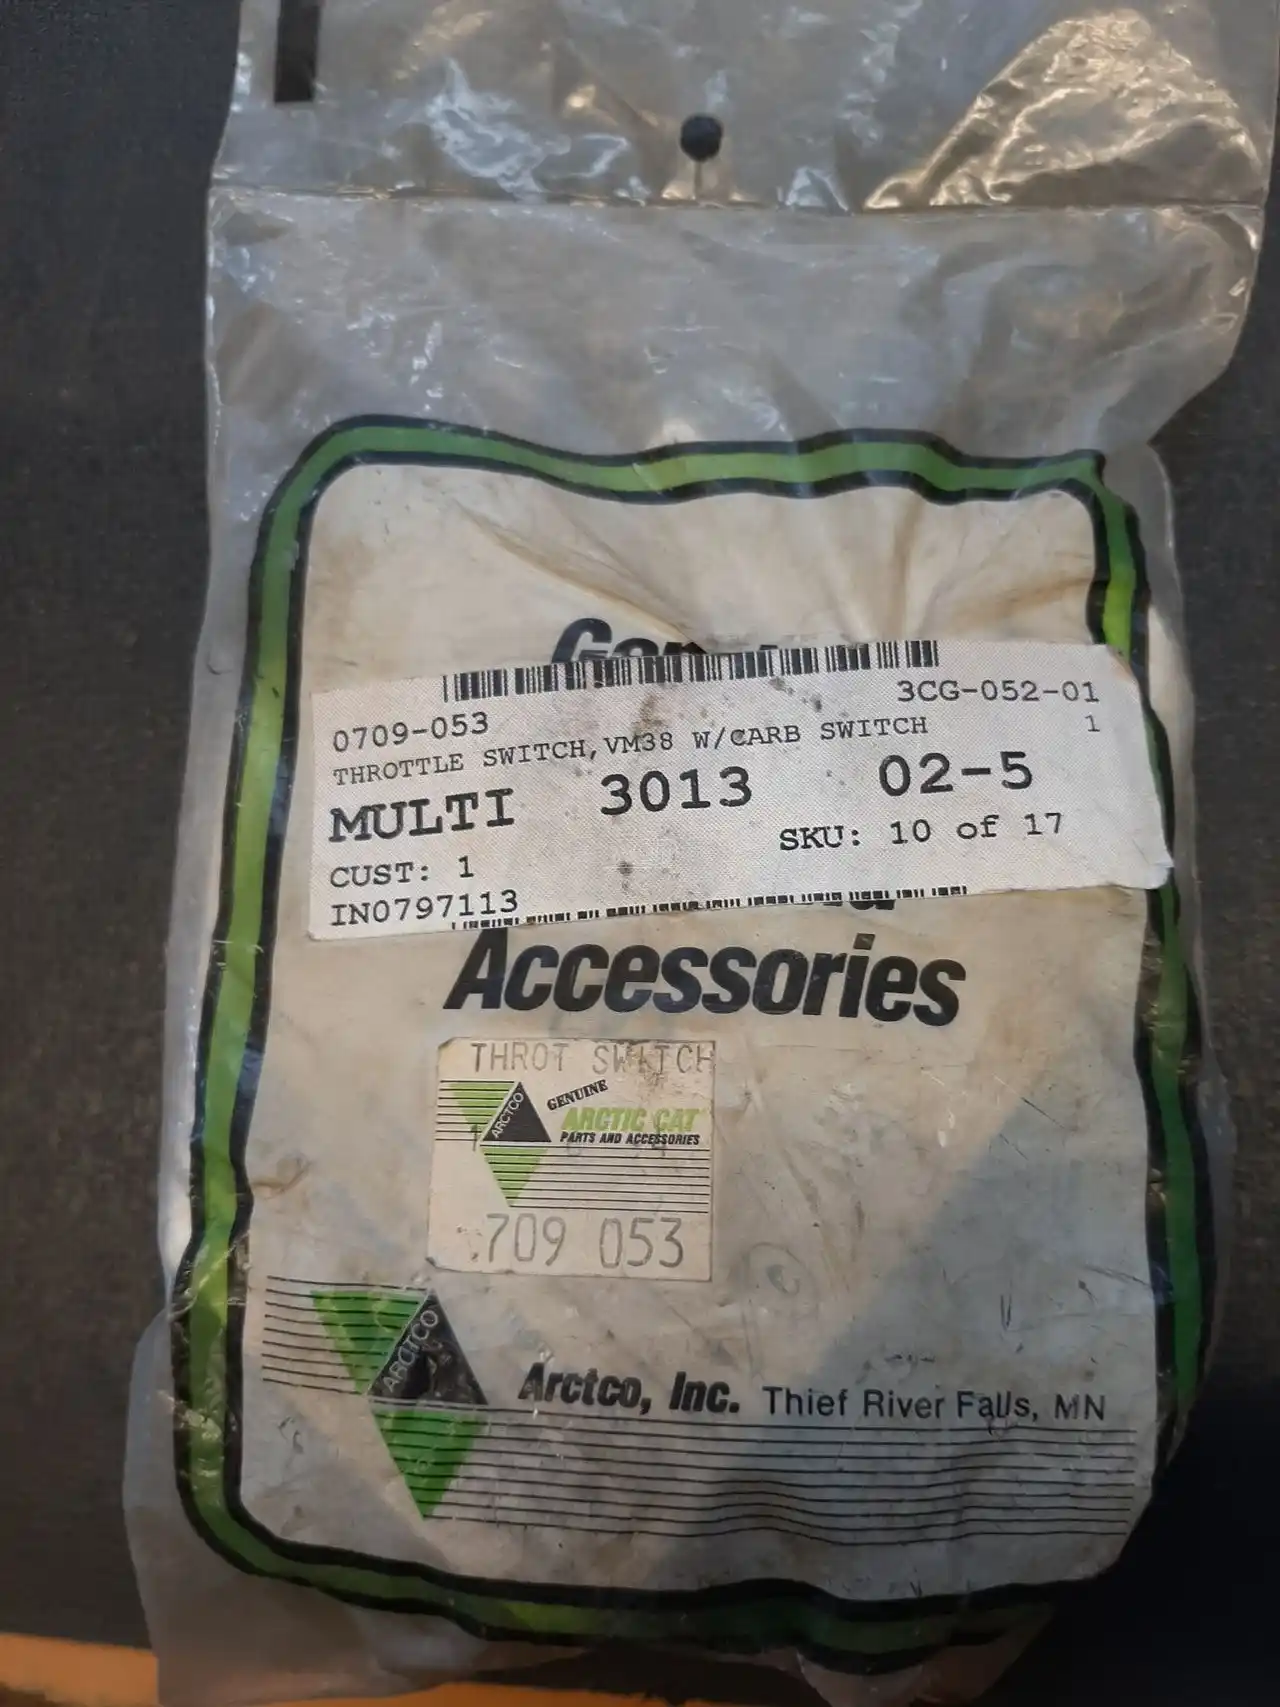 0709-053 3CG-052-01
THROTTLE SWITCH,VM38 W/CARB SWITCH 1
MULTI 3013 02-5
SKU: 10 of 17
CUST: 1
IN0797113
Accessories
THROT SWITCH
ARCTCO
GENUINE
ARCTIC CAT
PARTS AND ACCESSORIES
709 053
ARCTCO
Arctco, Inc. Thief River Falls, MN